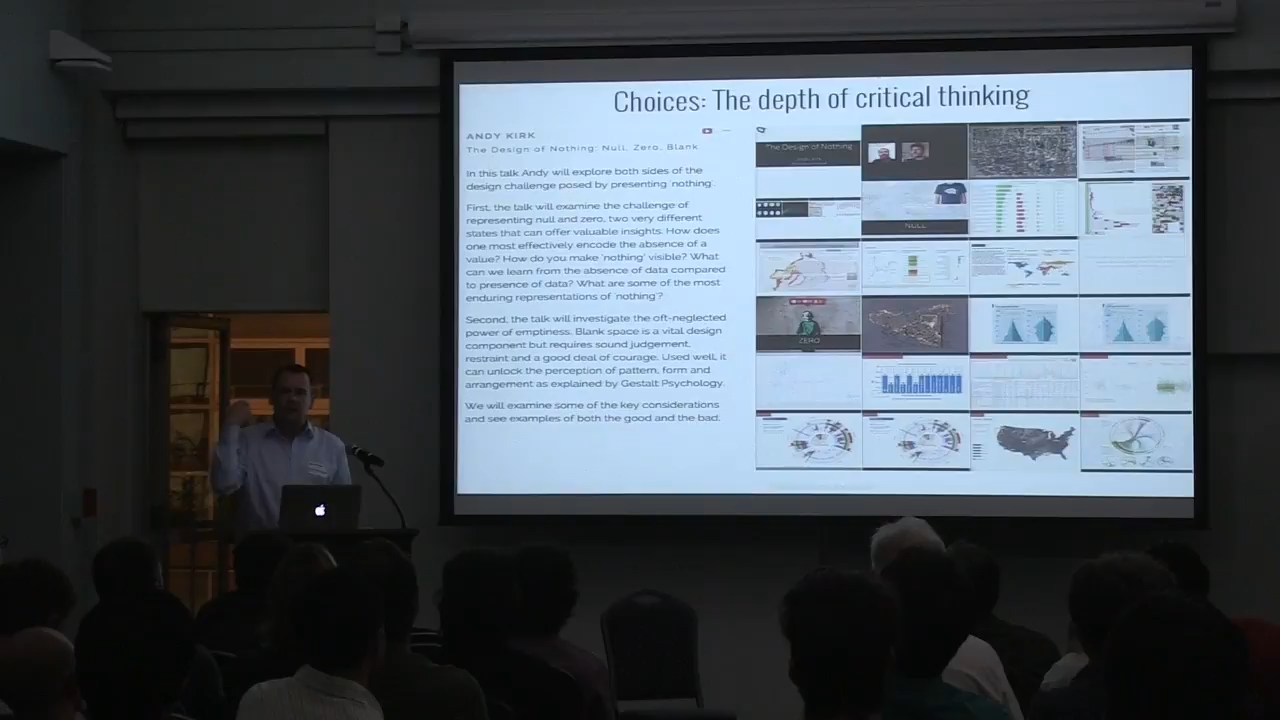 Choices: The depth of critical thinking
ANDY KIRK
The Design of Nothing: Null, Zero, Blank
In this talk Andy will explore both sides of the
design challenge posed by presenting 'nothing'.
First, the talk will examine the challenge of
representing null and zero, two very different
states that can offer valuable insights. How does
one most effectively encode the absence of a
value? How do you make 'nothing' visible? What
can we learn from the absence of data compared
to presence of data? What are some of the most
enduring representations of 'nothing'?
Second, the talk will investigate the oft-neglected
power of emptiness. Blank space is a vital design
component but requires sound judgement,
restraint and a good deal of courage. Used well, it
can unlock the perception of pattern, form and
arrangement as explained by Gestalt Psychology.
We will examine some of the key considerations
and see examples of both the good and the bad.
The Design of Nothing
NULL
ZERO